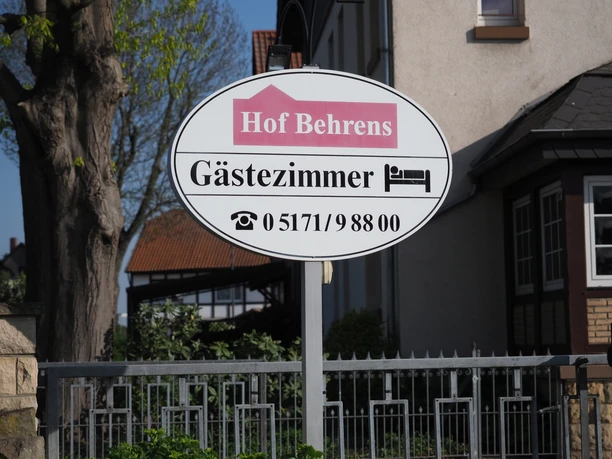 Hof Behrens
Gästezimmer
0 5171/9 88 00